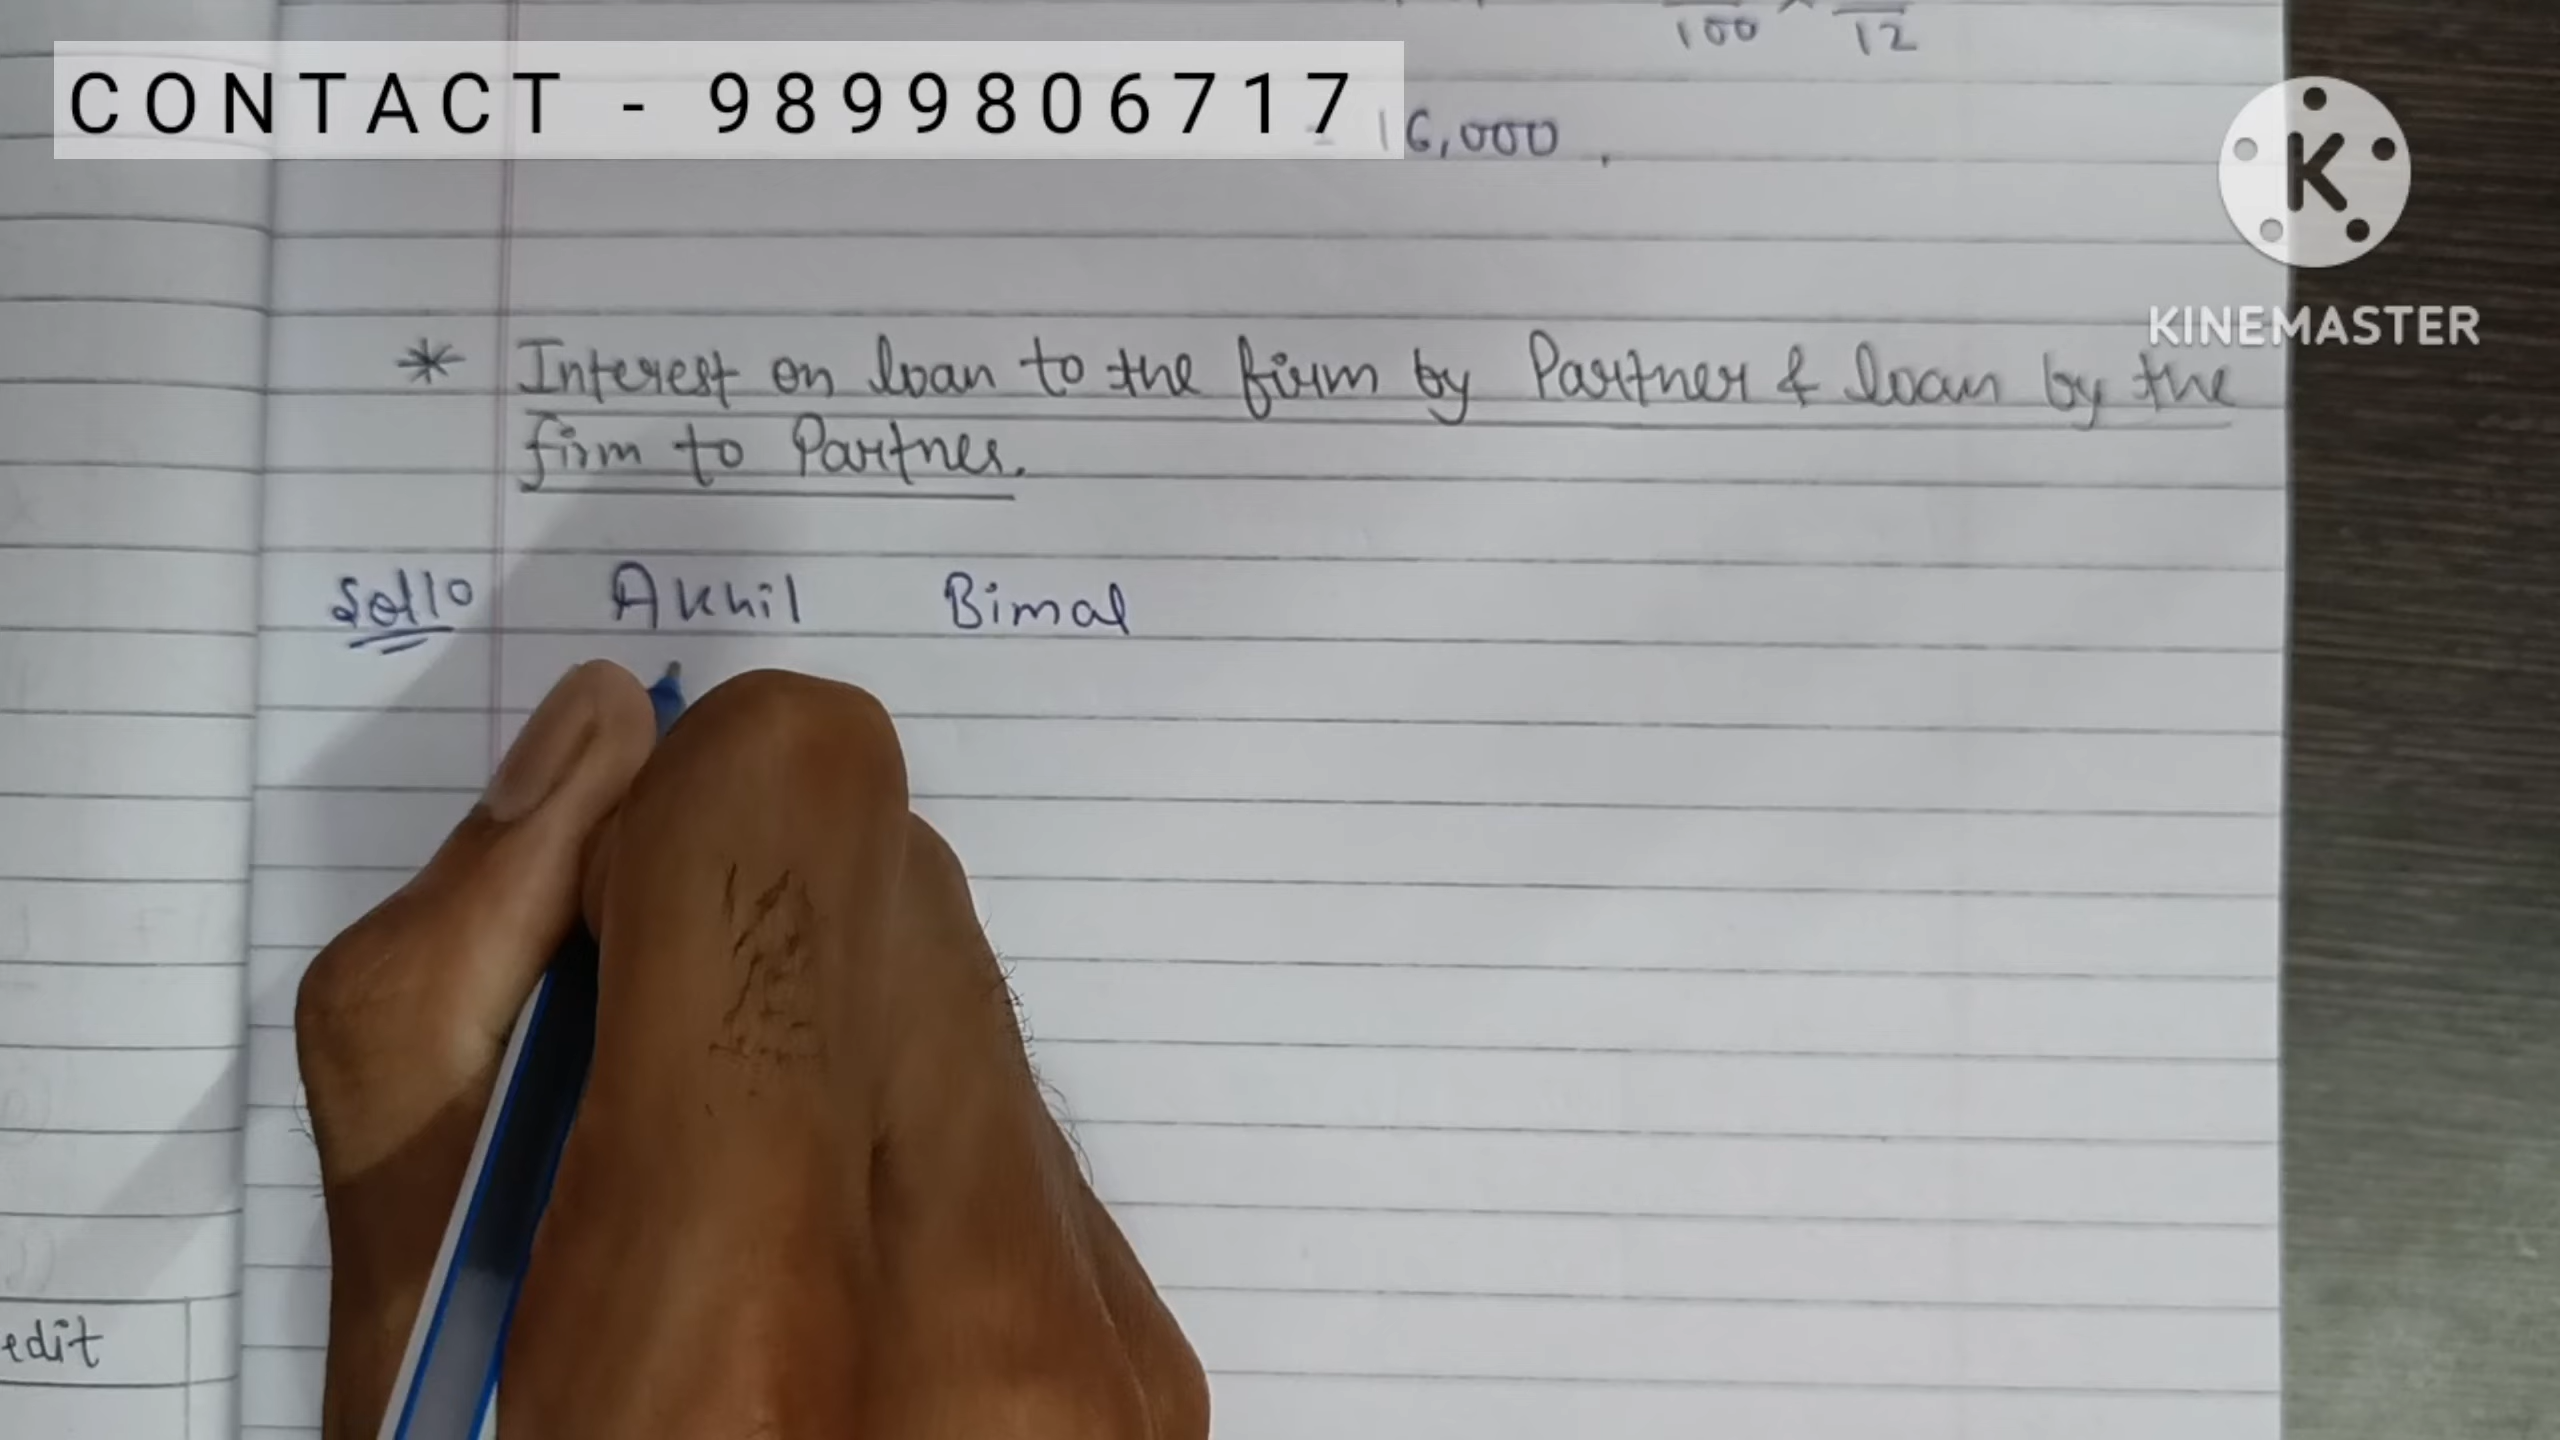 100 × 12
CONTACT - 9899806717
= 16,000.
KINEMASTER
* Interest on loan to the firm by Partner & loan by the
firm to Partner.
Sol10 Akhil Bimal
edit